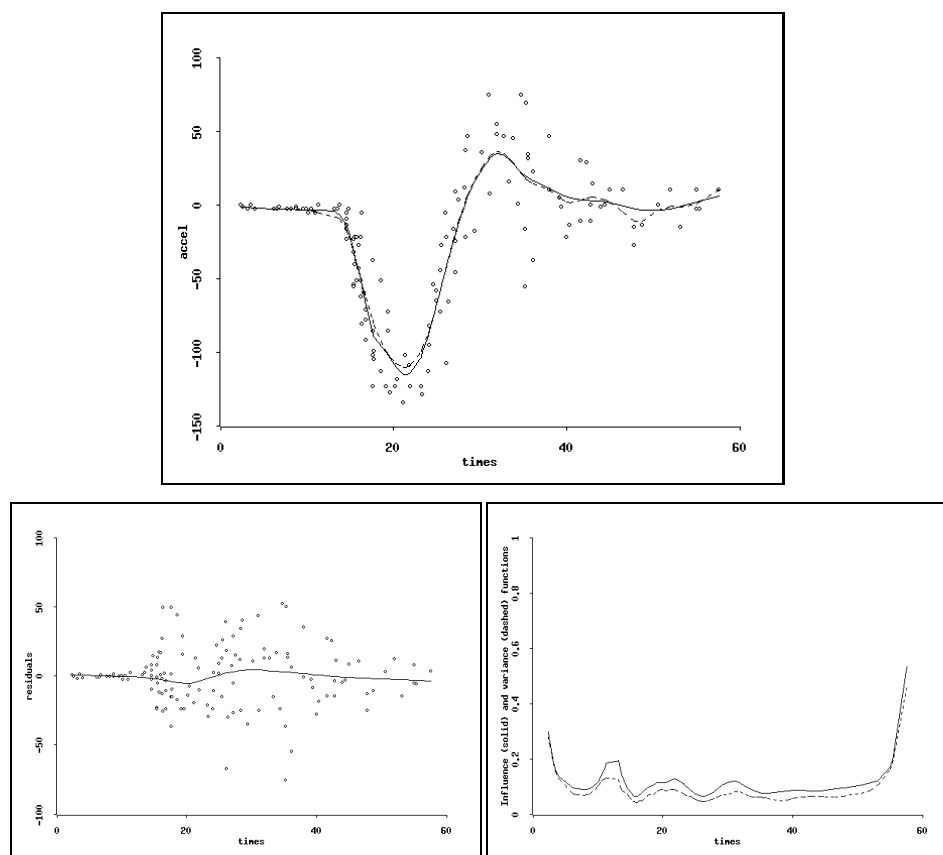 100
50
0
-50
-100
-150
accel
0 20 40 60
times
100
50
0
-50
-100
residuals
0 20 40 60
times
1
0.8
0.6
0.4
0.2
0
Influence (solid) and variance (dashed) functions
0 20 40 60
times